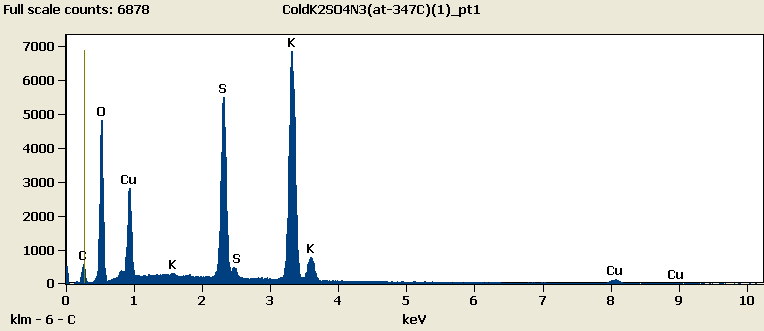 Full scale counts: 6878 ColdK2SO4N3(at-347C)(1)_pt1
7000
6000
5000
4000
3000
2000
1000
0
C
O
Cu
K
S
S
K
K
Cu
Cu
0 1 2 3 4 5 6 7 8 9 10
klm - 6 - C keV